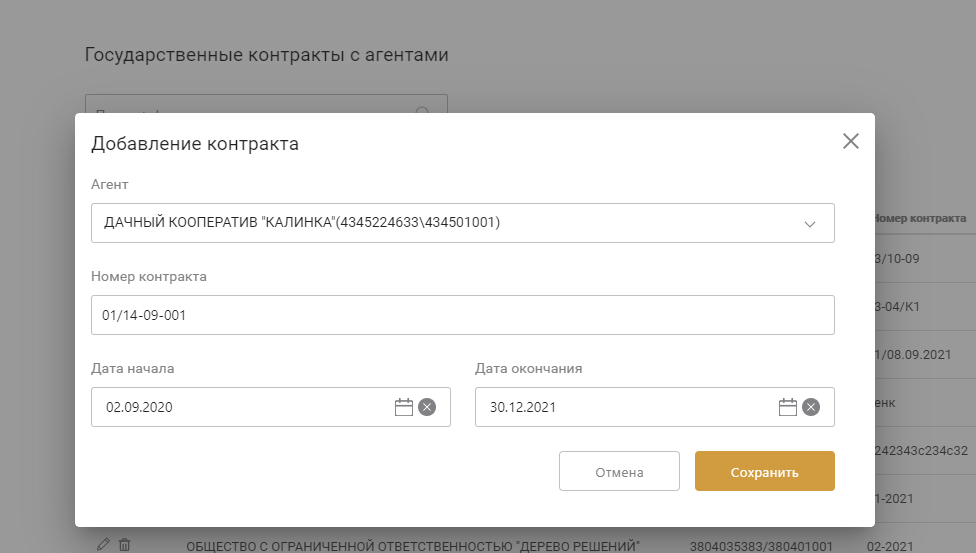 Государственные контракты с агентами
Добавление контракта
Агент
ДАЧНЫЙ КООПЕРАТИВ "КАЛИНКА"(4345224633\434501001)
Номер контракта
Номер контракта
01/14-09-001
3/10-09
3-04/К1
1/08.09.2021
Дата начала
Дата окончания
02.09.2020
30.12.2021
енк
242343с234с32
Отмена
Сохранить
1-2021
ОБЩЕСТВО С ОГРАНИЧЕННОЙ ОТВЕТСТВЕННОСТЬЮ "ДЕРЕВО РЕШЕНИЙ" 3804035383/380401001 02-2021